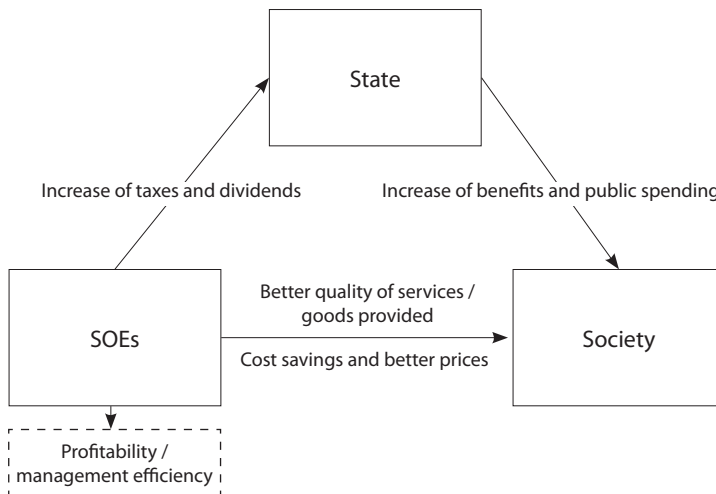 State
Increase of taxes and dividends
Increase of benefits and public spending
SOEs
Better quality of services /
goods provided
Cost savings and better prices
Society
Profitability /
management efficiency